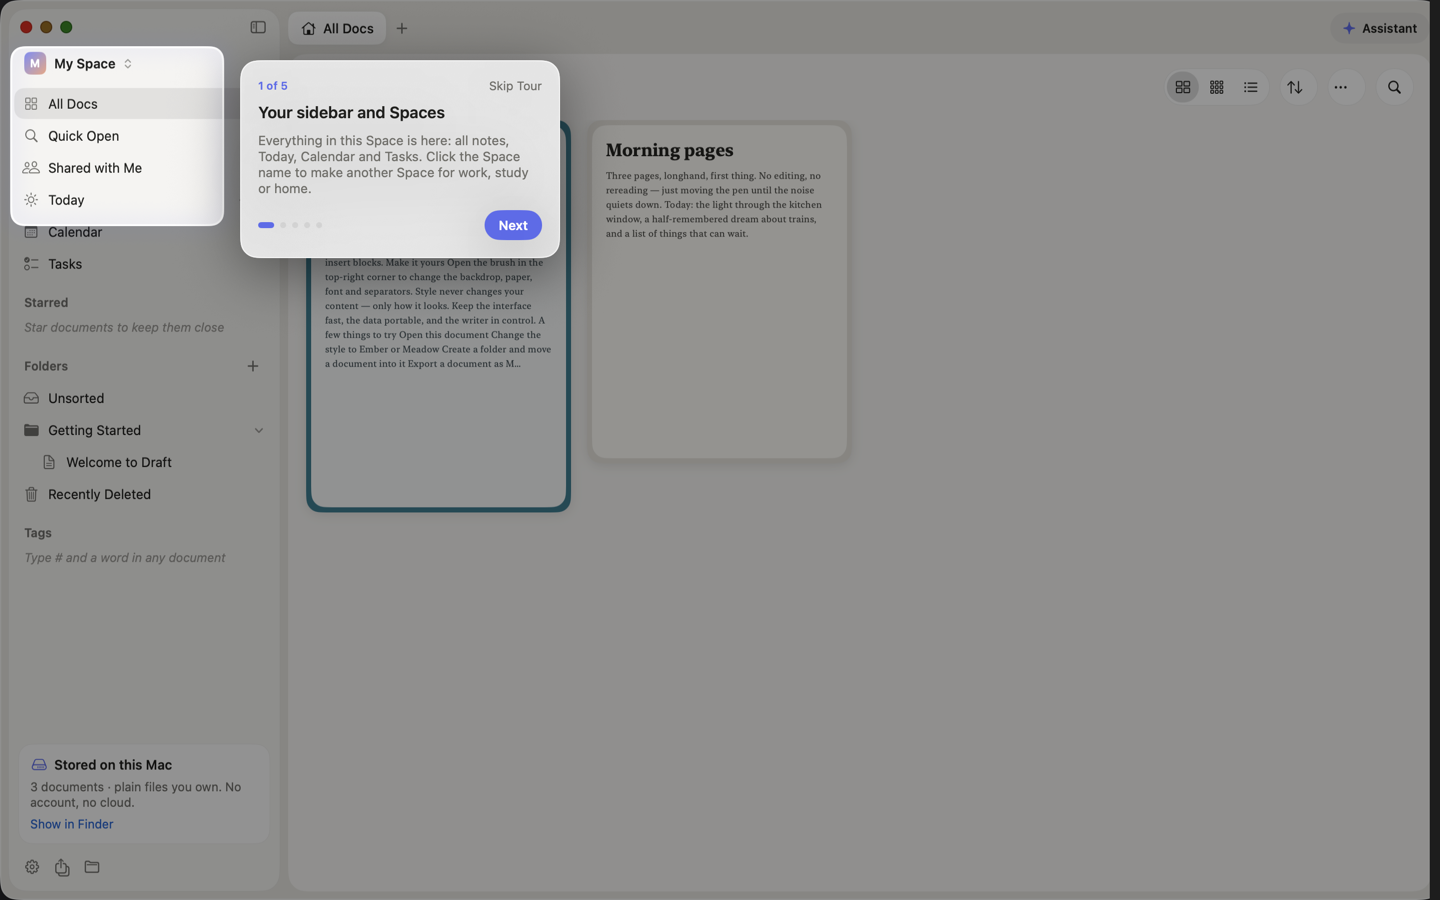 All Docs
Assistant
M My Space
All Docs
Quick Open
Shared with Me
Today
Calendar
Tasks
Starred
Star documents to keep them close
Folders
Unsorted
Getting Started
Welcome to Draft
Recently Deleted
Tags
Type # and a word in any document
Stored on this Mac
3 documents · plain files you own. No
account, no cloud.
Show in Finder
1 of 5
Skip Tour
Your sidebar and Spaces
Everything in this Space is here: all notes,
Today, Calendar and Tasks. Click the Space
name to make another Space for work, study
or home.
Next
insert blocks. Make it yours Open the brush in the
top-right corner to change the backdrop, paper,
font and separators. Style never changes your
content — only how it looks. Keep the interface
fast, the data portable, and the writer in control. A
few things to try Open this document Change the
style to Ember or Meadow Create a folder and move
a document into it Export a document as M...
Morning pages
Three pages, longhand, first thing. No editing, no
rereading — just moving the pen until the noise
quiets down. Today: the light through the kitchen
window, a half-remembered dream about trains,
and a list of things that can wait.